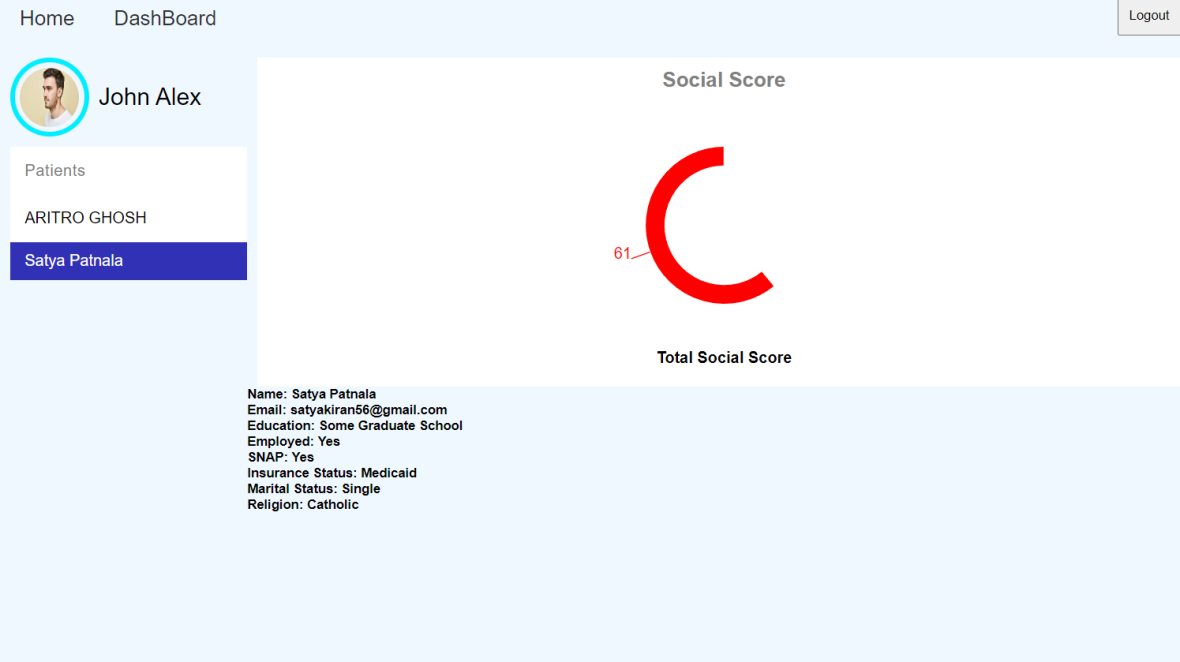 Home DashBoard Logout
John Alex
Patients
ARITRO GHOSH
Satya Patnala
Social Score
61
Total Social Score
Name: Satya Patnala
Email: satyakiran56@gmail.com
Education: Some Graduate School
Employed: Yes
SNAP: Yes
Insurance Status: Medicaid
Marital Status: Single
Religion: Catholic